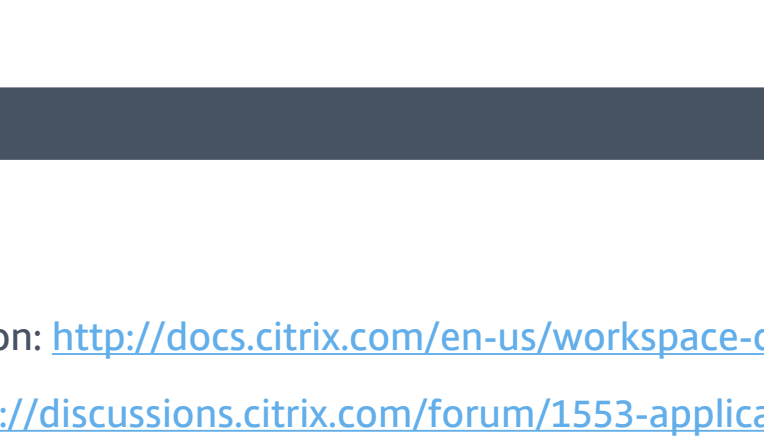 on: http://docs.citrix.com/en-us/workspace-c
://discussions.citrix.com/forum/1553-applica